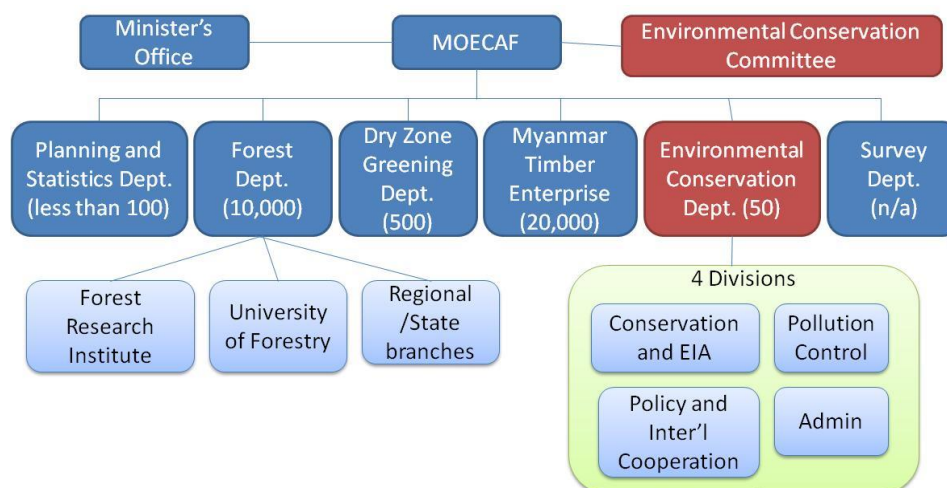 Minister's
Office
MOECAF
Environmental Conservation
Committee
Planning and
Statistics Dept.
(less than 100)
Forest
Dept.
(10,000)
Dry Zone
Greening
Dept.
(500)
Myanmar
Timber
Enterprise
(20,000)
Environmental
Conservation
Dept. (50)
Survey
Dept.
(n/a)
Forest
Research
Institute
University
of Forestry
Regional
/State
branches
4 Divisions
Conservation
and EIA
Pollution
Control
Policy and
Inter'l
Cooperation
Admin